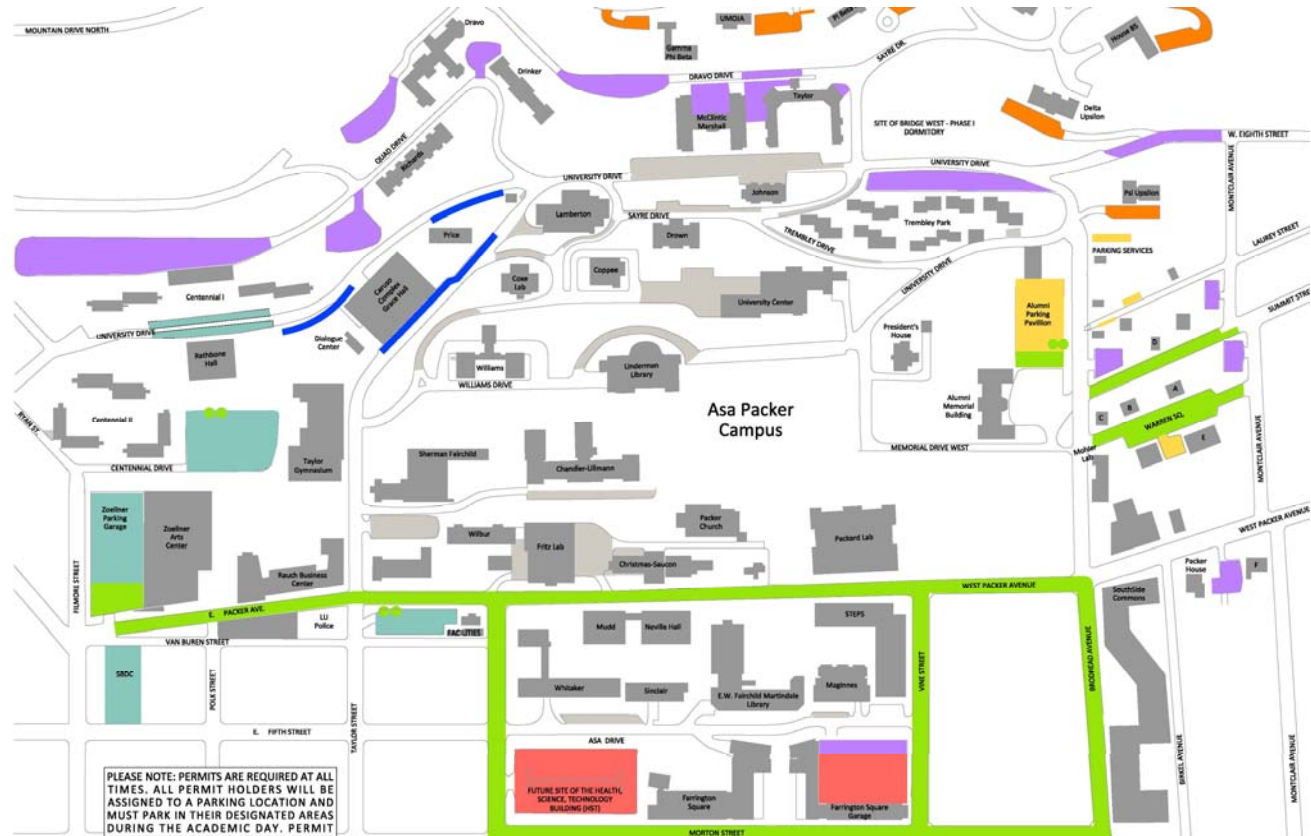 MOUNTAIN DRIVE NORTH
Dravo
UMOJA
Pi Beta
Gamma
Phi Beta
House 85
SAYRE DR.
Drinker
DRAVO DRIVE
McClintic
Marshall
Taylor
Delta
Upsilon
SITE OF BRIDGE WEST - PHASE I
DORMITORY
W. EIGHTH STREET
QUAD DRIVE
Richards
UNIVERSITY DRIVE
UNIVERSITY DRIVE
MONTCLAIR AVENUE
Johnson
Psi Upsilon
Lamberton
SAYRE DRIVE
Trembley Park
LAUREY STREET
Price
Drown
TREMBLEY DRIVE
PARKING SERVICES
Caruso
Complex
Grace Hall
Coxe
Lab
Coppee
UNIVERSITY DRIVE
Centennial I
University Center
Alumni
Parking
Pavillion
SUMMIT STREE
UNIVERSITY DRIVE
Dialogue
Center
President's
House
Rathbone
Hall
Williams
Linderman
Library
D
WILLIAMS DRIVE
A
Alumni
Memorial
Building
B
C
Asa Packer
Campus
WARREN SQ.
RYAN ST.
Centennial II
E
MEMORIAL DRIVE WEST
Mohler Lab
MONTCLAIR AVENUE
Taylor
Gymnasium
Sherman Fairchild
Chandler-Ullmann
CENTENNIAL DRIVE
Zoellner
Parking
Garage
Zoellner
Arts
Center
WEST PACKER AVENUE
Packer
Church
Wilbur
Fritz Lab
Packard Lab
Christmas-Saucon
Rauch Business
Center
Packer
House
F
FILMORE STREET
WEST PACKER AVENUE
SouthSide
Commons
E. PACKER AVE.
LU
Police
FACILITIES
STEPS
VAN BUREN STREET
Mudd
Neville Hall
SBDC
POLK STREET
Whitaker
Sinclair
E.W. Fairchild Martindale
Library
Maginnes
VINE STREET
BRODHEAD AVENUE
E. FIFTH STREET
TAYLOR STREET
ASA DRIVE
BIRKEL AVENUE
MONTCLAIR AVENUE
FUTURE SITE OF THE HEALTH,
SCIENCE, TECHNOLOGY
BUILDING (HST)
Farrington
Square
Farrington Square
Garage
MORTON STREET
PLEASE NOTE: PERMITS ARE REQUIRED AT ALL
TIMES. ALL PERMIT HOLDERS WILL BE
ASSIGNED TO A PARKING LOCATION AND
MUST PARK IN THEIR DESIGNATED AREAS
DURING THE ACADEMIC DAY. PERMIT